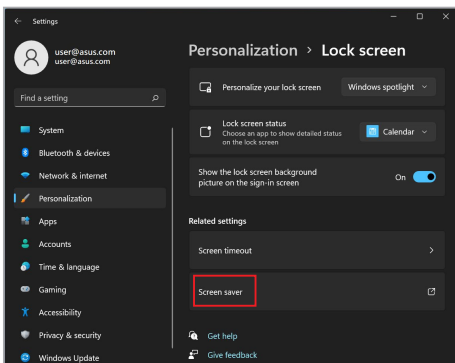 Settings
user@asus.com
user@asus.com
Find a setting
System
Bluetooth & devices
Network & internet
Personalization
Apps
Accounts
Time & language
Gaming
Accessibility
Privacy & security
Windows Update
Personalization > Lock screen
Personalize your lock screen
Windows spotlight
Lock screen status
Choose an app to show detailed status
on the lock screen
Calendar
Show the lock screen background
picture on the sign-in screen
On
Related settings
Screen timeout
Screen saver
Get help
Give feedback